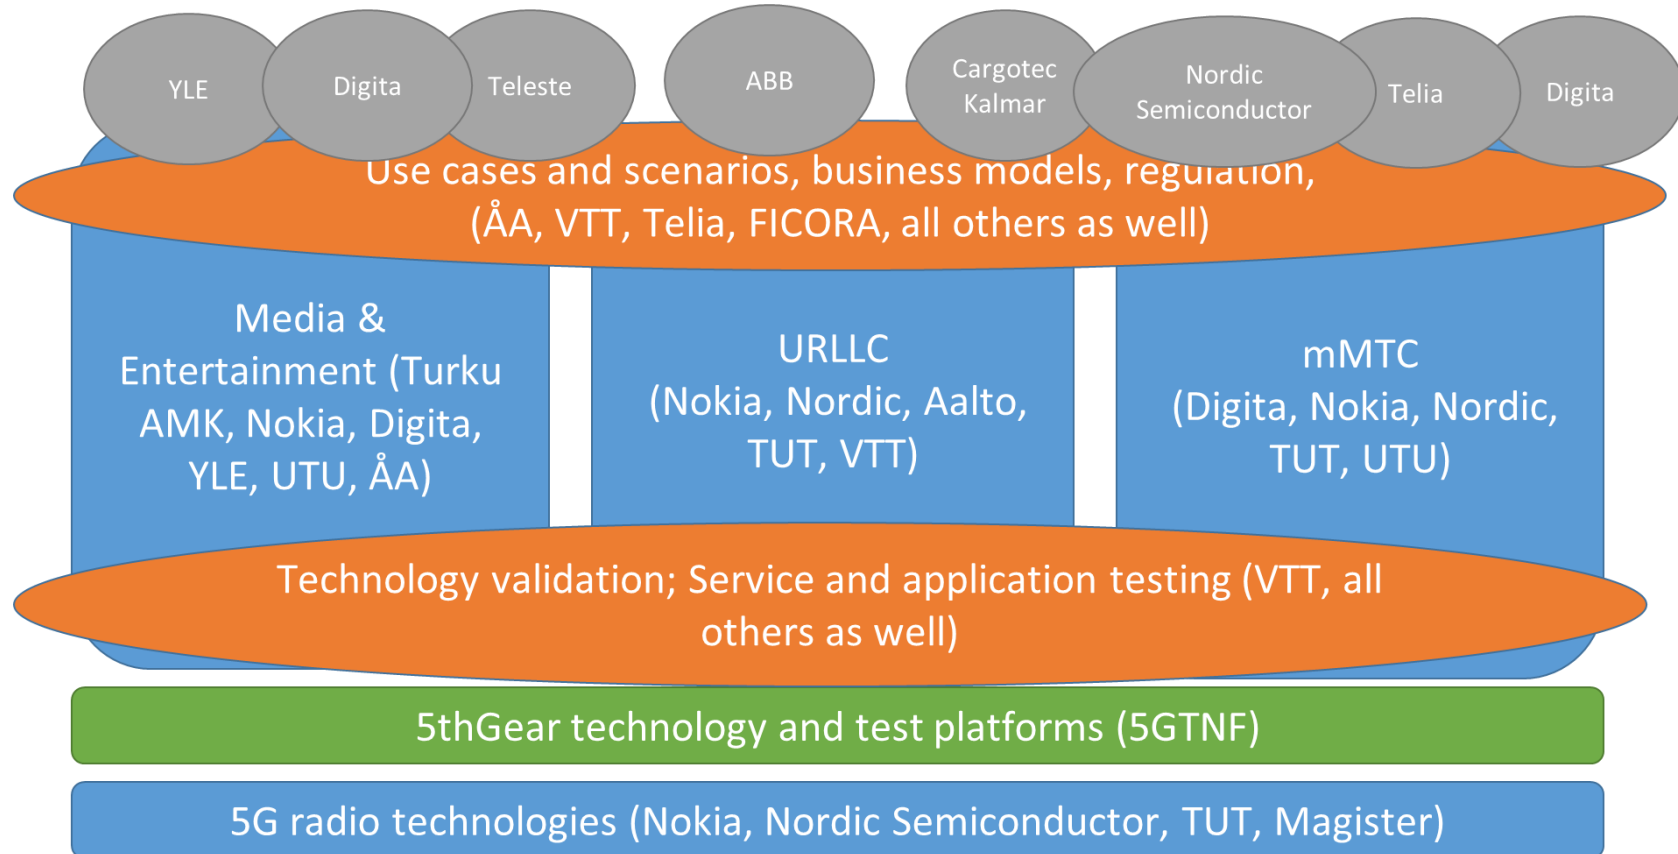 YLE
Digita
Teleste
ABB
Cargotec
Kalmar
Nordic
Semiconductor
Telia
Digita
Use cases and scenarios, business models, regulation,
(ÅA, VTT, Telia, FICORA, all others as well)
Media &
Entertainment (Turku
AMK, Nokia, Digita,
YLE, UTU, ÅA)
URLLC
(Nokia, Nordic, Aalto,
TUT, VTT)
mMTC
(Digita, Nokia, Nordic,
TUT, UTU)
Technology validation; Service and application testing (VTT, all
others as well)
5thGear technology and test platforms (5GTNF)
5G radio technologies (Nokia, Nordic Semiconductor, TUT, Magister)